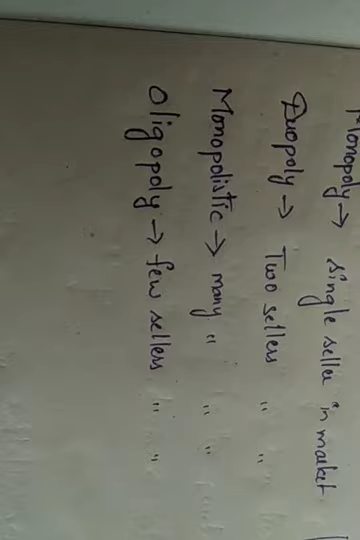 Monopoly → single seller in market
Duopoly → Two sellers " "
Monopolistic → many " " "
Oligopoly → few sellers " "